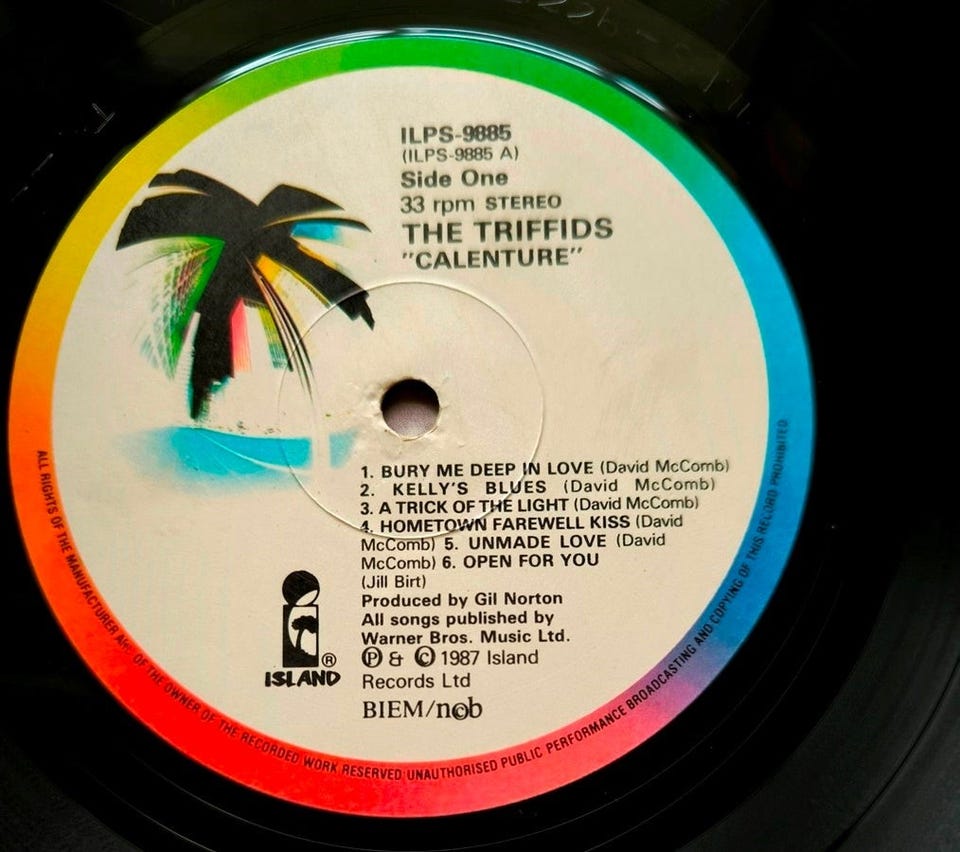 ILPS-9885
(ILPS-9885 A)
Side One
33 rpm STEREO
THE TRIFFIDS
"CALENTURE"
1. BURY ME DEEP IN LOVE (David McComb)
2. KELLY'S BLUES (David McComb)
3. A TRICK OF THE LIGHT (David McComb)
4. HOMETOWN FAREWELL KISS (David
McComb) 5. UNMADE LOVE (David
McComb) 6. OPEN FOR YOU
(Jill Birt)
Produced by Gil Norton
All songs published by
Warner Bros. Music Ltd.
Ⓟ & © 1987 Island
Records Ltd
BIEM/ncb
ISLAND®
ALL RIGHTS OF THE MANUFACTURER AND OF THE OWNER OF THE RECORDED WORK RESERVED UNAUTHORISED PUBLIC PERFORMANCE BROADCASTING AND COPYING OF THIS RECORD PROHIBITED